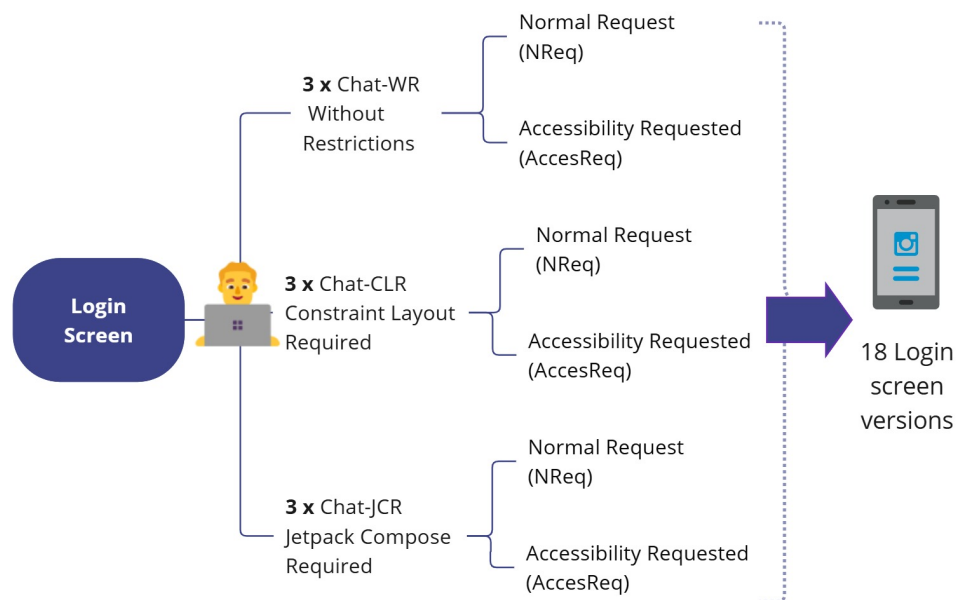 Login
Screen
3 x Chat-WR
Without
Restrictions
Normal Request
(NReq)
Accessibility Requested
(AccesReq)
3 x Chat-CLR
Constraint Layout
Required
Normal Request
(NReq)
Accessibility Requested
(AccesReq)
3 x Chat-JCR
Jetpack Compose
Required
Normal Request
(NReq)
Accessibility Requested
(AccesReq)
18 Login
screen
versions